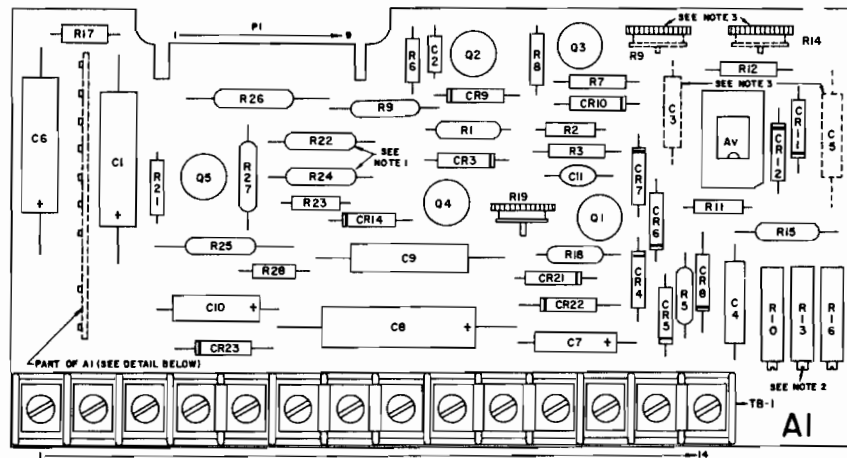 R17
1 P1 9
R6
C2
Q2
R8
Q3
SEE NOTE 3
R9
R14
R12
R7
CR9
CR10
SEE NOTE 3
C6
C1
R26
R9
C3
Av
CR12
CR11
C5
R22
SEE NOTE 1
R1
R2
R3
CR3
C11
CR7
R21
Q5
R27
R24
R23
CR14
Q4
R19
Q1
CR6
R11
R25
R28
C9
R18
CR21
CR4
R15
C10 +
C8 +
CR22
C7 +
CR5
R5
CR8
C4
R10
R13
R16
+
+
CR23
PART OF A1 (SEE DETAIL BELOW)
SEE NOTE 2
TB-1
A1
1 14